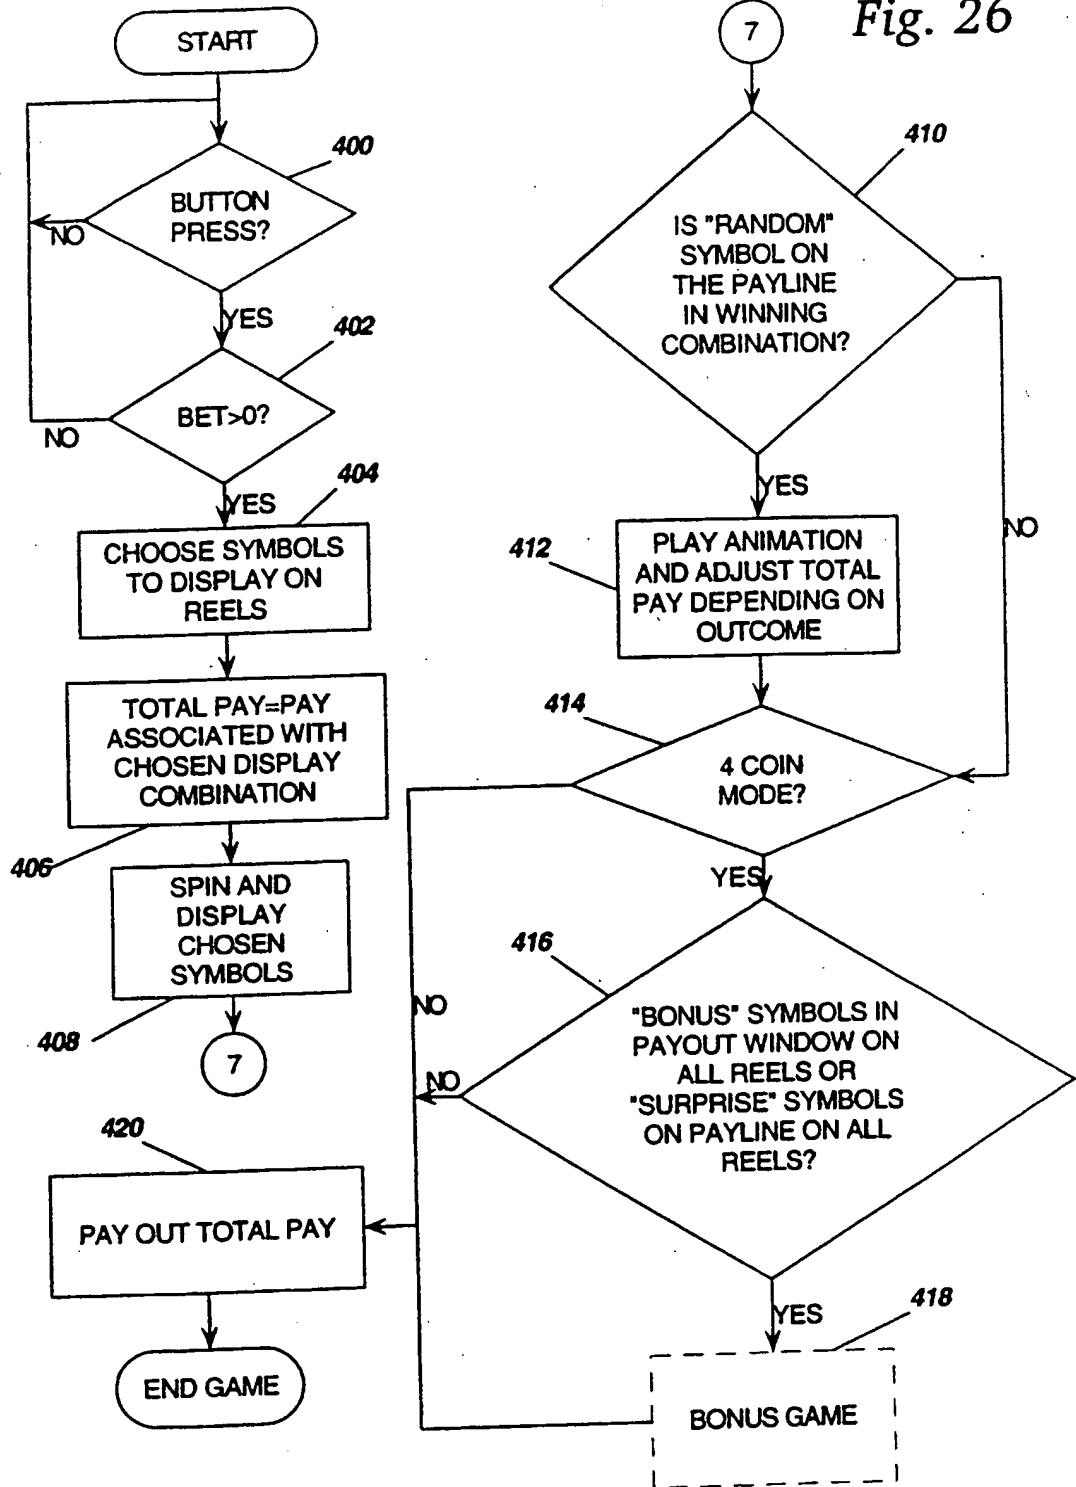 Fig. 26
START
400
BUTTON
PRESS?
NO
YES
402
BET>0?
NO
YES
404
CHOOSE SYMBOLS
TO DISPLAY ON
REELS
TOTAL PAY=PAY
ASSOCIATED WITH
CHOSEN DISPLAY
COMBINATION
406
SPIN AND
DISPLAY
CHOSEN
SYMBOLS
408
7
420
PAY OUT TOTAL PAY
END GAME
7
410
IS "RANDOM"
SYMBOL ON
THE PAYLINE
IN WINNING
COMBINATION?
YES
NO
412
PLAY ANIMATION
AND ADJUST TOTAL
PAY DEPENDING ON
OUTCOME
414
4 COIN
MODE?
YES
NO
416
"BONUS" SYMBOLS IN
PAYOUT WINDOW ON
ALL REELS OR
"SURPRISE" SYMBOLS
ON PAYLINE ON ALL
REELS?
NO
YES
418
BONUS GAME